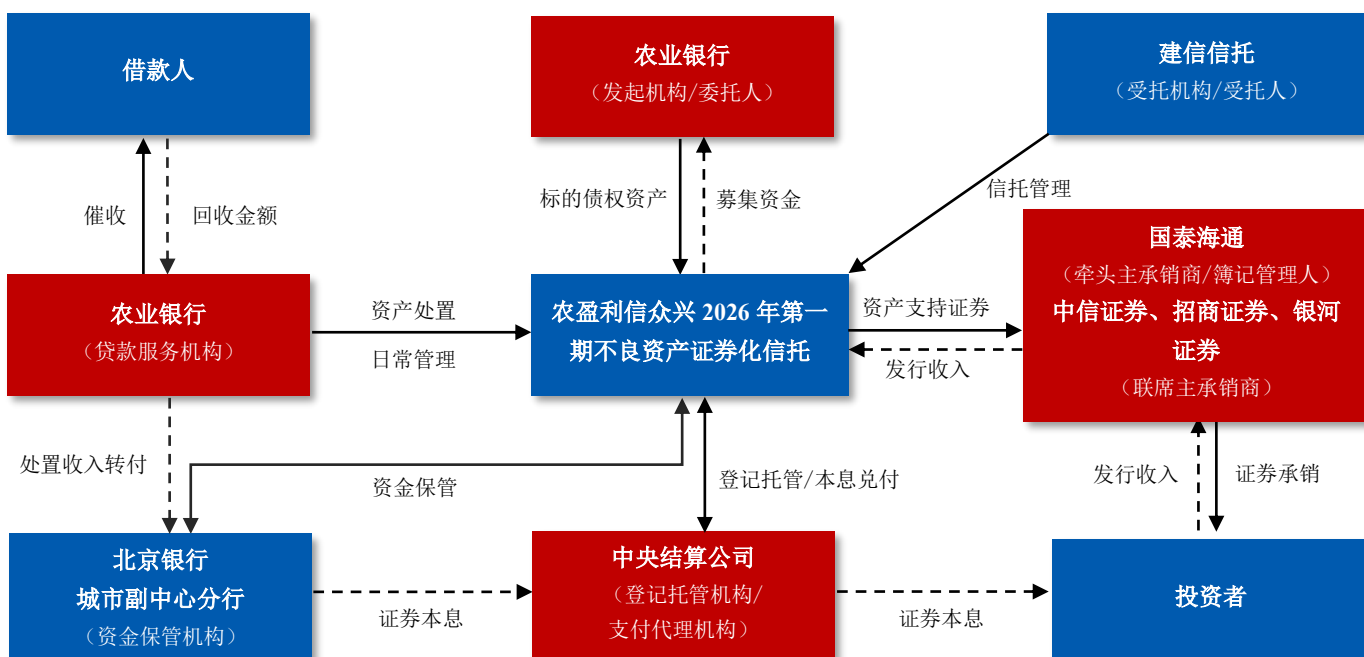 借款人
农业银行
（发起机构/委托人）
建信信托
（受托机构/受托人）
催收
回收金额
标的债权资产
募集资金
信托管理
国泰海通
（牵头主承销商/簿记管理人）
中信证券、招商证券、银河
证券
（联席主承销商）
农业银行
（贷款服务机构）
资产处置
日常管理
农盈利信众兴 2026 年第一
期不良资产证券化信托
资产支持证券
发行收入
处置收入转付
资金保管
登记托管/本息兑付
发行收入
证券承销
北京银行
城市副中心分行
（资金保管机构）
证券本息
中央结算公司
（登记托管机构/
支付代理机构）
证券本息
投资者